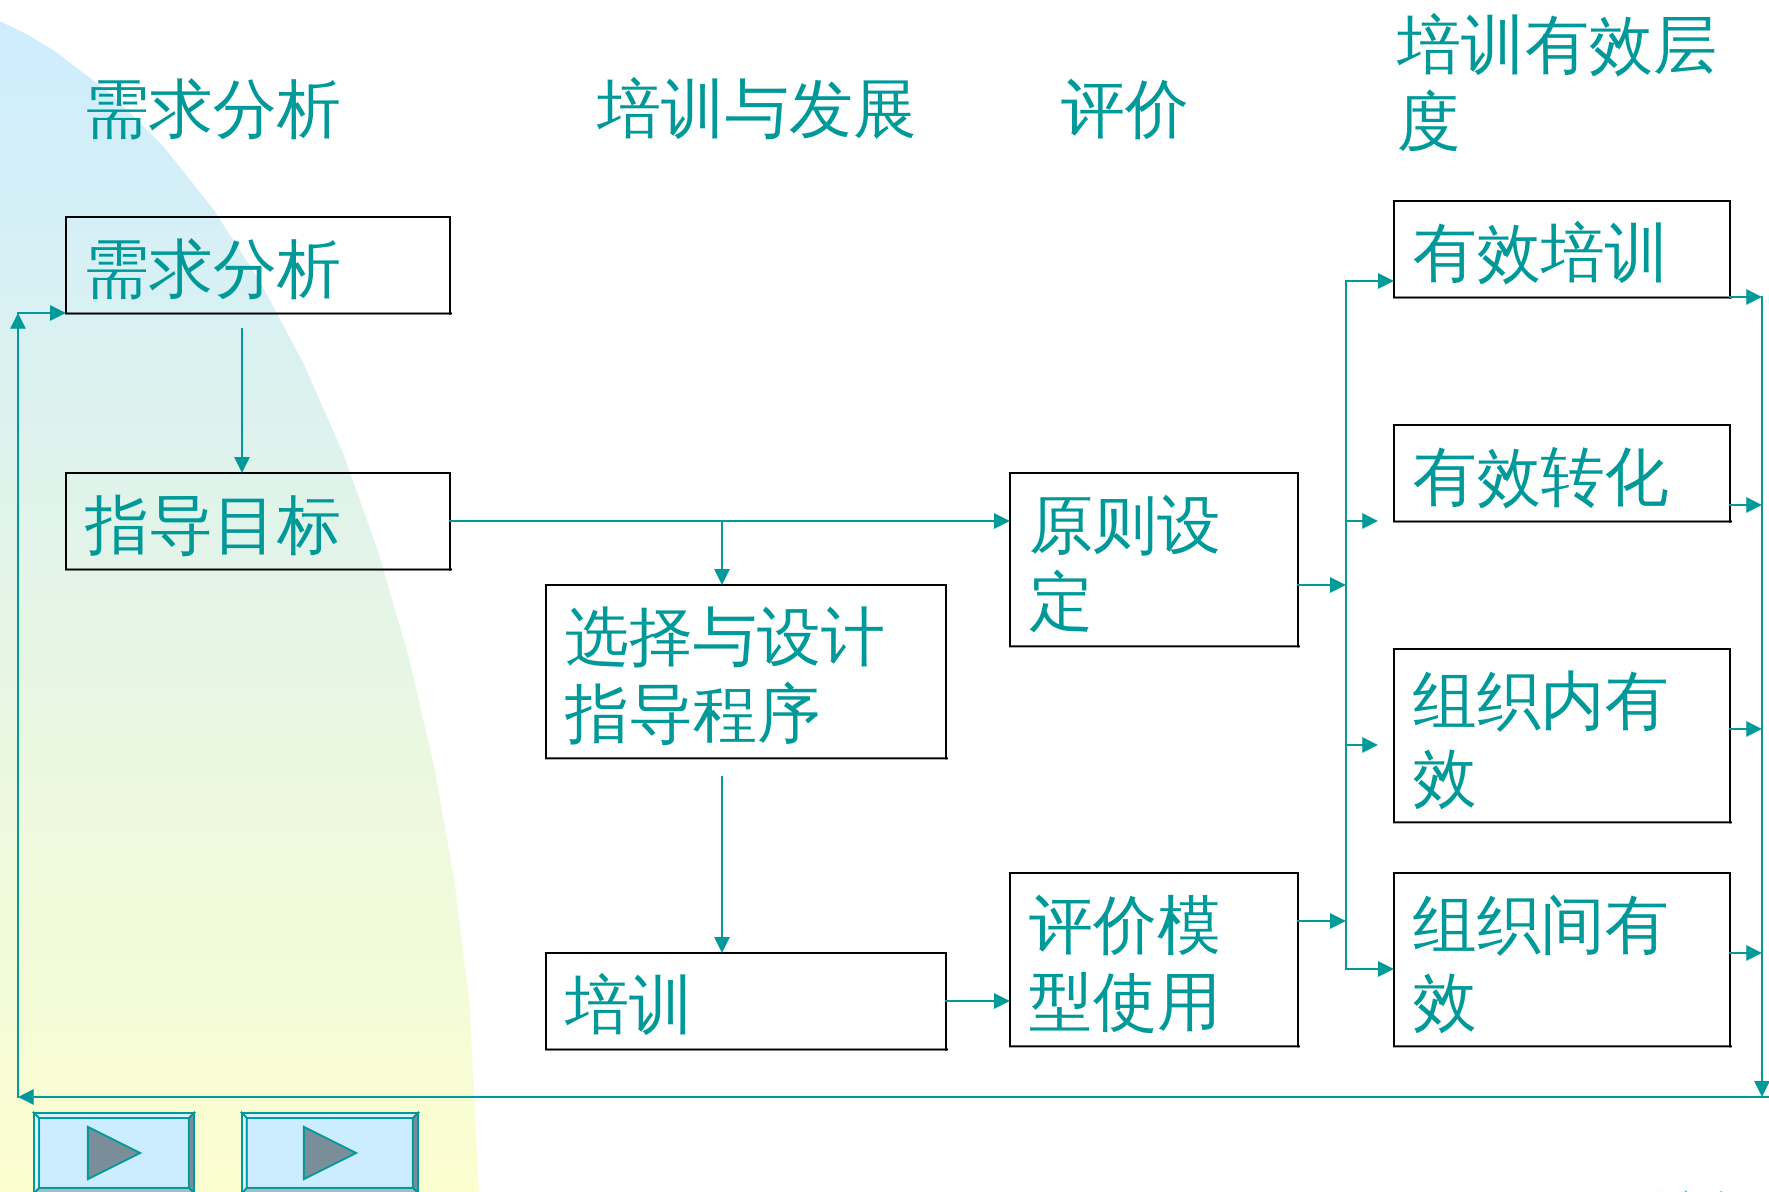 需求分析
培训与发展
评价
培训有效层
度
需求分析
指导目标
选择与设计
指导程序
培训
原则设
定
评价模
型使用
有效培训
有效转化
组织内有
效
组织间有
效